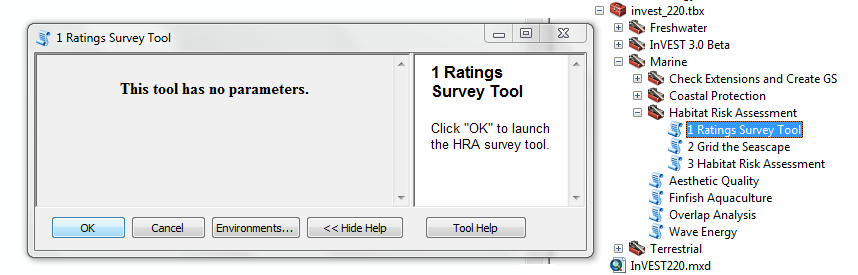 1 Ratings Survey Tool
This tool has no parameters.
1 Ratings
Survey Tool
Click "OK" to launch
the HRA survey tool.
OK
Cancel
Environments...
<< Hide Help
Tool Help
invest_220.tbx
Freshwater
InVEST 3.0 Beta
Marine
Check Extensions and Create GS
Coastal Protection
Habitat Risk Assessment
1 Ratings Survey Tool
2 Grid the Seascape
3 Habitat Risk Assessment
Aesthetic Quality
Finfish Aquaculture
Overlap Analysis
Wave Energy
Terrestrial
InVEST220.mxd